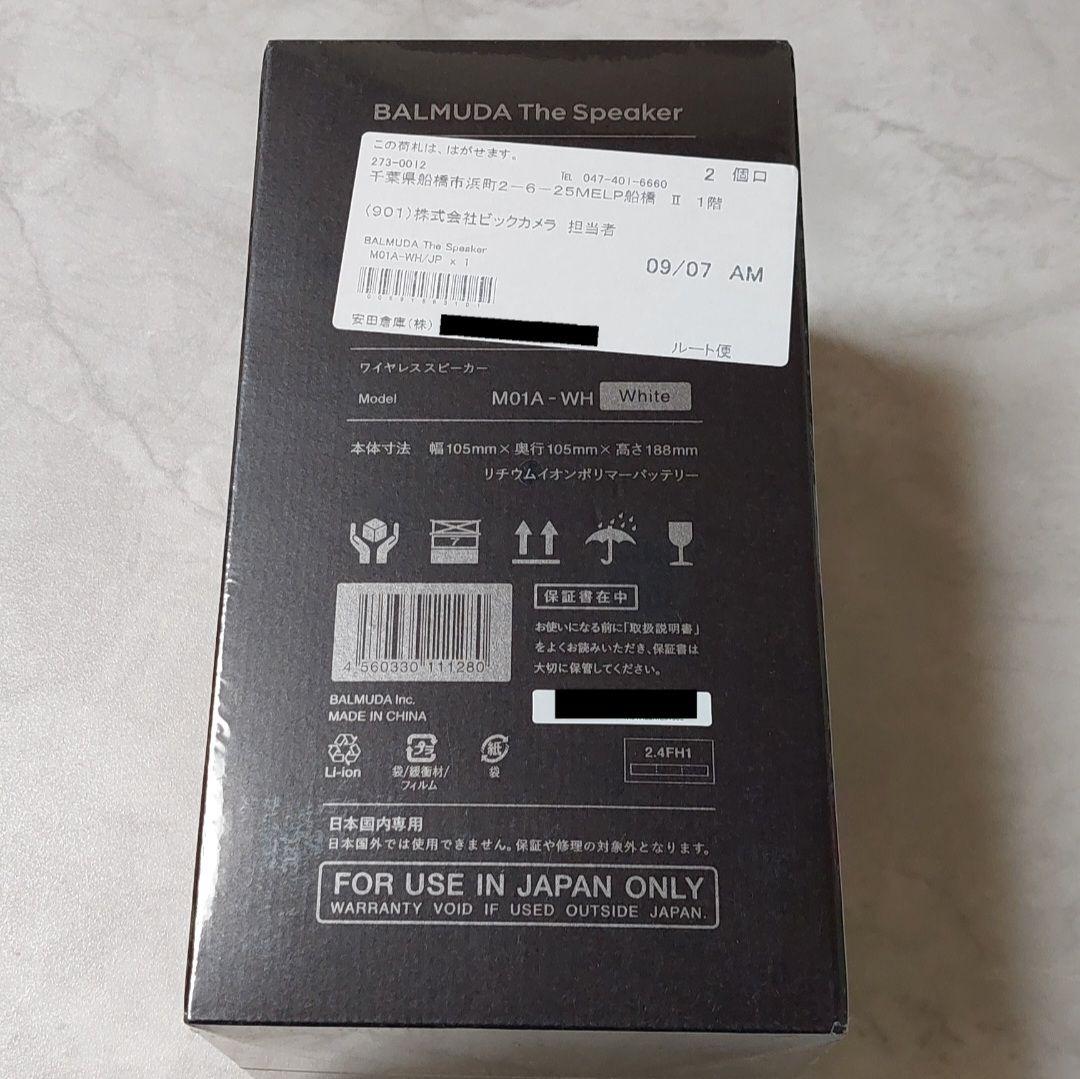 BALMUDA The Speaker
この荷札は、はがせます。
273-0012
TEL 047-401-6660
2 個口
千葉県船橋市浜町2-6-25MELP船橋 Ⅱ 1階
(901)株式会社ビックカメラ 担当者
BALMUDA The Speaker
M01A-WH/JP x 1
09/07 AM
安田倉庫(株)
ルート便
ワイヤレススピーカー
Model M01A-WH White
本体寸法 幅105mm×奥行105mm×高さ188mm
リチウムイオンポリマーバッテリー
7
保証書在中
お使いになる前に「取扱説明書」
をよくお読みいただき、保証書は
大切に保管してください。
4 560330 111280
BALMUDA Inc.
MADE IN CHINA
Li-ion
プラ
袋/緩衝材/
フィルム
紙
袋
2.4FH1
日本国内専用
日本国外では使用できません。保証や修理の対象外となります。
FOR USE IN JAPAN ONLY
WARRANTY VOID IF USED OUTSIDE JAPAN.